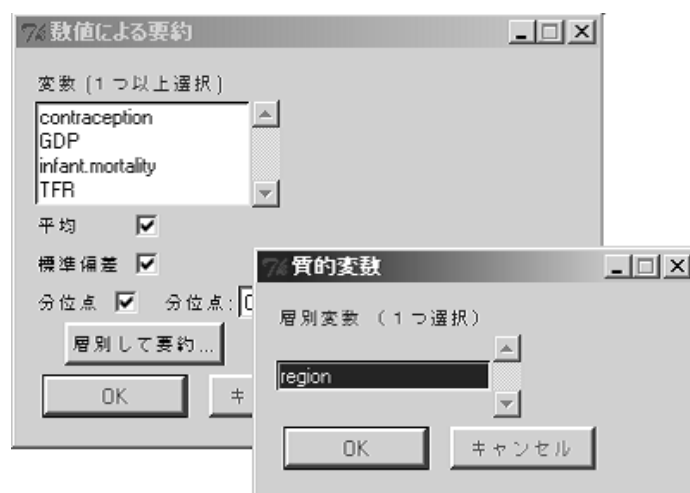 数値による要約
変数 (1 つ以上選択)
contraception
GDP
infant.mortality
TFR
平均
標準偏差
分位点 分位点:
層別して要約...
OK キ
質的変数
層別変数 (1 つ選択)
region
OK キャンセル